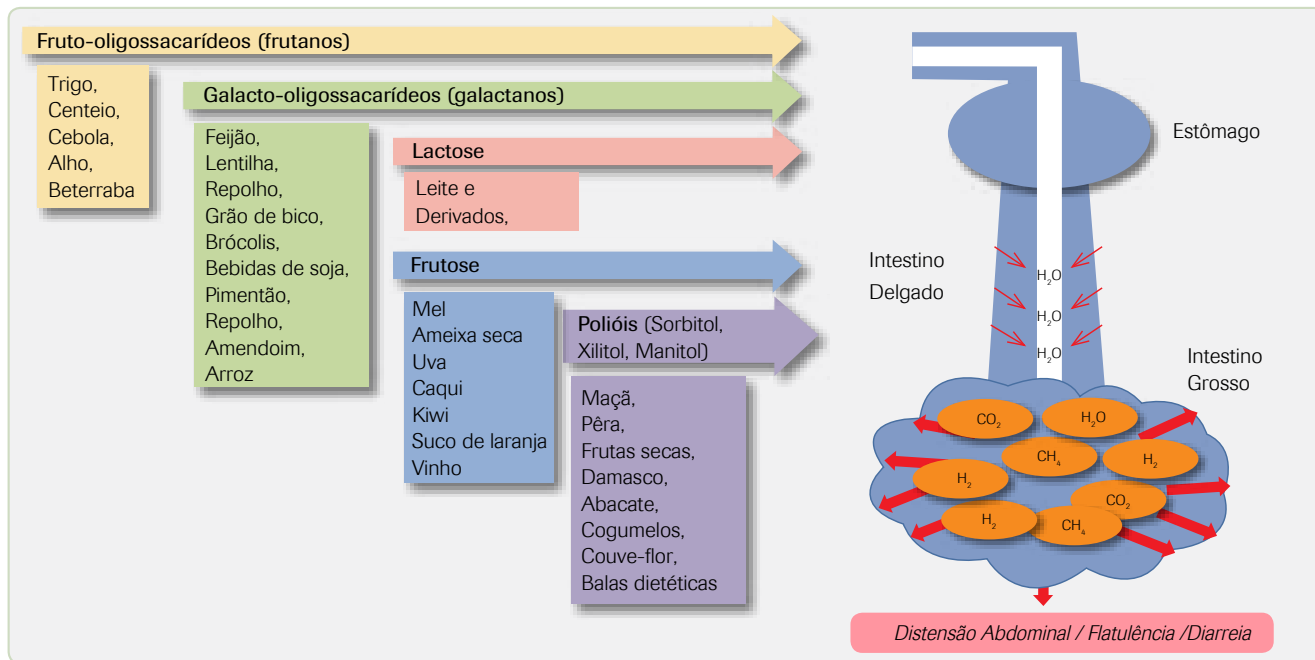 Fruto-oligossacarídeos (frutanos)
Trigo,
Centeio,
Cebola,
Alho,
Beterraba
Galacto-oligossacarídeos (galactanos)
Feijão,
Lentilha,
Repolho,
Grão de bico,
Brócolis,
Bebidas de soja,
Pimentão,
Repolho,
Amendoim,
Arroz
Lactose
Leite e
Derivados,
Frutose
Mel
Ameixa seca
Uva
Caqui
Kiwi
Suco de laranja
Vinho
Polióis (Sorbitol,
Xilitol, Manitol)
Maçã,
Pêra,
Frutas secas,
Damasco,
Abacate,
Cogumelos,
Couve-flor,
Balas dietéticas
Estômago
Intestino
Delgado
H₂O
H₂O
H₂O
Intestino
Grosso
CO₂
H₂O
CH₄
H₂
H₂
CO₂
H₂
CH₄
Distensão Abdominal / Flatulência /Diarreia